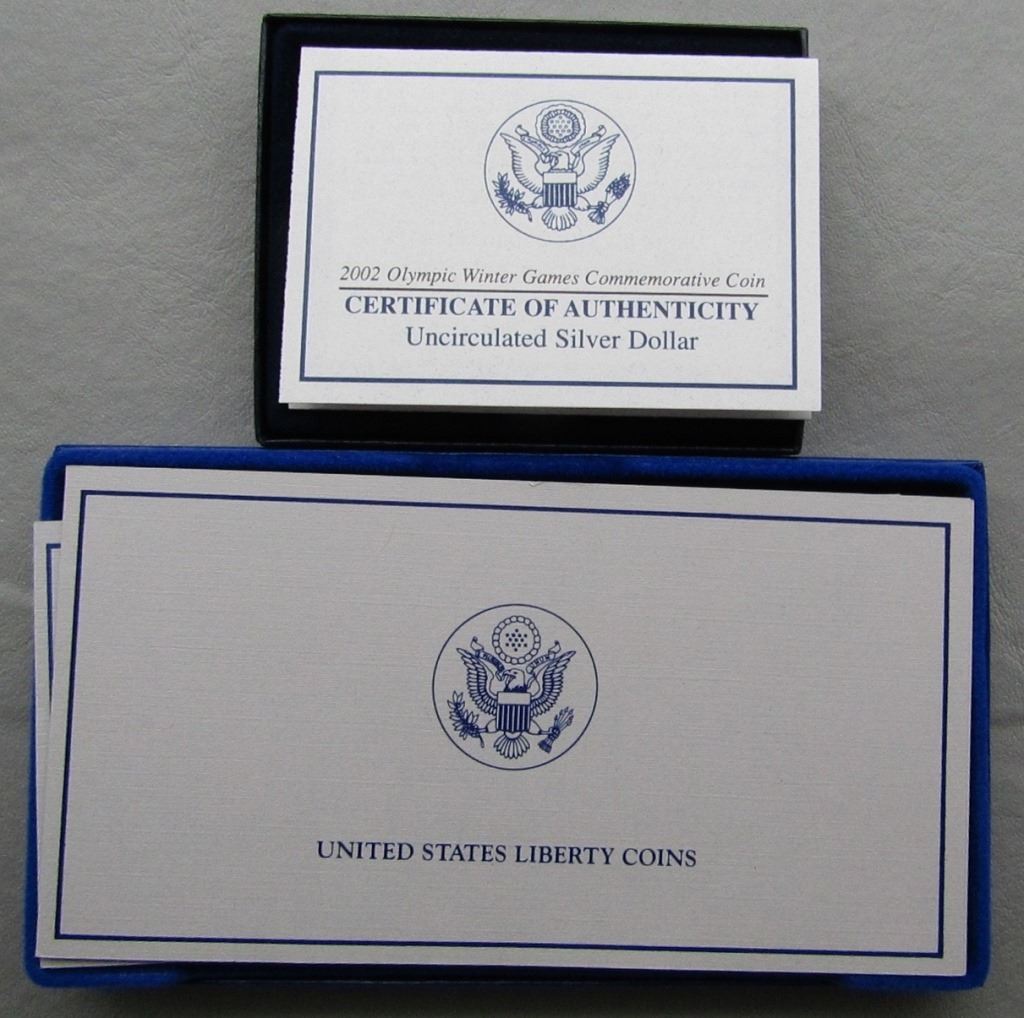 2002 Olympic Winter Games Commemorative Coin
CERTIFICATE OF AUTHENTICITY
Uncirculated Silver Dollar
UNITED STATES LIBERTY COINS